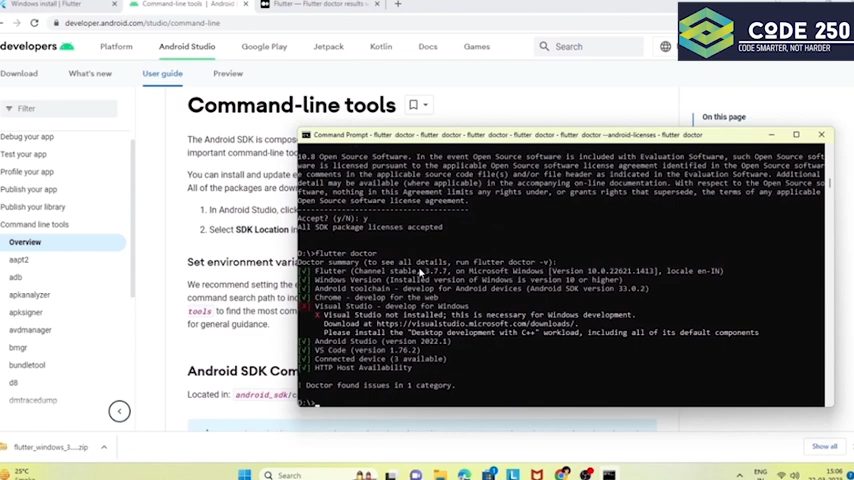 Windows install | Flutter
Command-line tools | Android S
Flutter — Flutter doctor results w
developer.android.com/studio/command-line
CODE 250
CODE SMARTER, NOT HARDER
developers
Platform
Android Studio
Google Play
Jetpack
Kotlin
Docs
Games
Search
Download
What's new
User guide
Preview
Filter
Debug your app
Test your app
Profile your app
Publish your app
Publish your library
Command line tools
Overview
aapt2
adb
apkanalyzer
apksigner
avdmanager
bmgr
bundletool
d8
dmtracedump
Command-line tools
On this page
The Android SDK is compose
important command-line too
You can install and update e
All of the packages are down
1. In Android Studio, click
2. Select SDK Location in
Set environment varia
We recommend setting the e
command search path to inc
tools to find the most comm
for general guidance.
Android SDK Comm
Located in: android_sdk/c
Command Prompt - flutter doctor - flutter doctor - flutter doctor - flutter doctor - flutter doctor --android-licenses - flutter doctor
10.8 Open Source Software. In the event Open Source software is included with Evaluation Software, such Open Source soft
ware is licensed pursuant to the applicable Open Source software license agreement identified in the Open Source softwar
e comments in the applicable source code file(s) and/or file header as indicated in the Evaluation Software. Additional
detail may be available (where applicable) in the accompanying on-line documentation. With respect to the Open Source so
ftware, nothing in this Agreement limits any rights under, or grants rights that supersede, the terms of any applicable
Open Source software license agreement.
---------------------------------------
Accept? (y/N): y
All SDK package licenses accepted
D:\>flutter doctor
Doctor summary (to see all details, run flutter doctor -v):
[√] Flutter (Channel stable, 3.7.7, on Microsoft Windows [Version 10.0.22621.1413], locale en-IN)
[√] Windows Version (Installed version of Windows is version 10 or higher)
[√] Android toolchain - develop for Android devices (Android SDK version 33.0.2)
[√] Chrome - develop for the web
[X] Visual Studio - develop for Windows
X Visual Studio not installed; this is necessary for Windows development.
Download at https://visualstudio.microsoft.com/downloads/.
Please install the "Desktop development with C++" workload, including all of its default components
[√] Android Studio (version 2022.1)
[√] VS Code (version 1.76.2)
[√] Connected device (3 available)
[√] HTTP Host Availability
! Doctor found issues in 1 category.
D:\>
flutter_windows_3....zip
Show all
25°C
Search
ENG
IN
15:06
22-03-2023